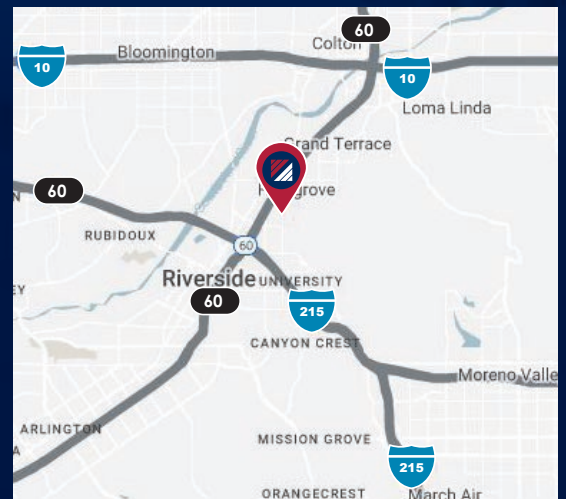 60
Colton
Bloomington
10
10
Loma Linda
Grand Terrace
60
RUBIDOUX
60
Riverside
UNIVERSITY
60
215
CANYON CREST
Moreno Valle
ARLINGTON
A
MISSION GROVE
215
ORANGECREST
March Air